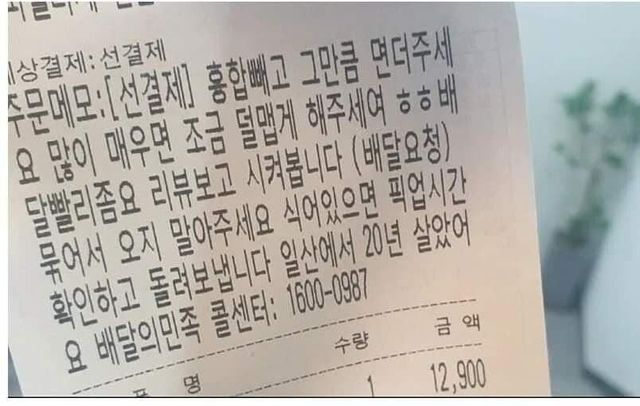 상결제: 선결제
주문메모:[선결제] 홍합빼고 그만큼 면더주세
요 많이 매우면 조금 덜맵게 해주세여 ㅎㅎ배
달빨리좀요 리뷰보고 시켜봅니다 (배달요청)
묶어서 오지 말아주세요 식어있으면 픽업시간
확인하고 돌려보냅니다 일산에서 20년 살았어
요 배달의민족 콜센터: 1600-0987
품 명 수량 금 액
1 12,900